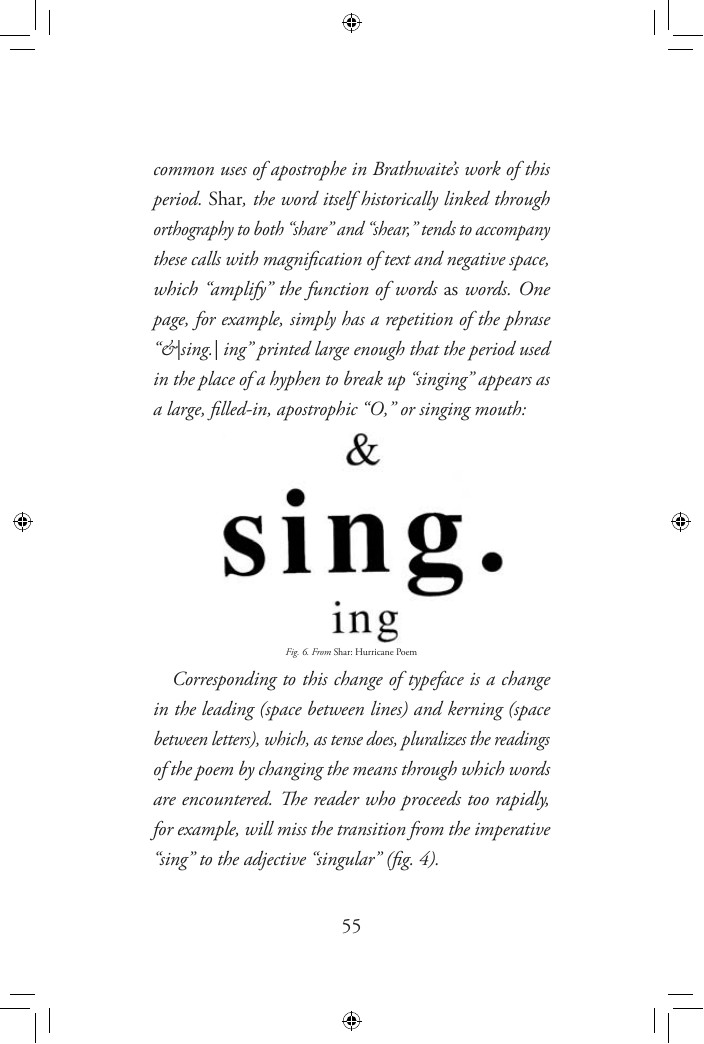 common uses of apostrophe in Brathwaite’s work of this
period. Shar, the word itself historically linked through
orthography to both “share” and “shear,” tends to accompany
these calls with magnification of text and negative space,
which “amplify” the function of words as words. One
page, for example, simply has a repetition of the phrase
“&|sing.| ing” printed large enough that the period used
in the place of a hyphen to break up “singing” appears as
a large, filled-in, apostrophic “O,” or singing mouth:
&
sing.
ing
Fig. 6. From Shar: Hurricane Poem
Corresponding to this change of typeface is a change
in the leading (space between lines) and kerning (space
between letters), which, as tense does, pluralizes the readings
of the poem by changing the means through which words
are encountered. The reader who proceeds too rapidly,
for example, will miss the transition from the imperative
“sing” to the adjective “singular” (fig. 4).
55